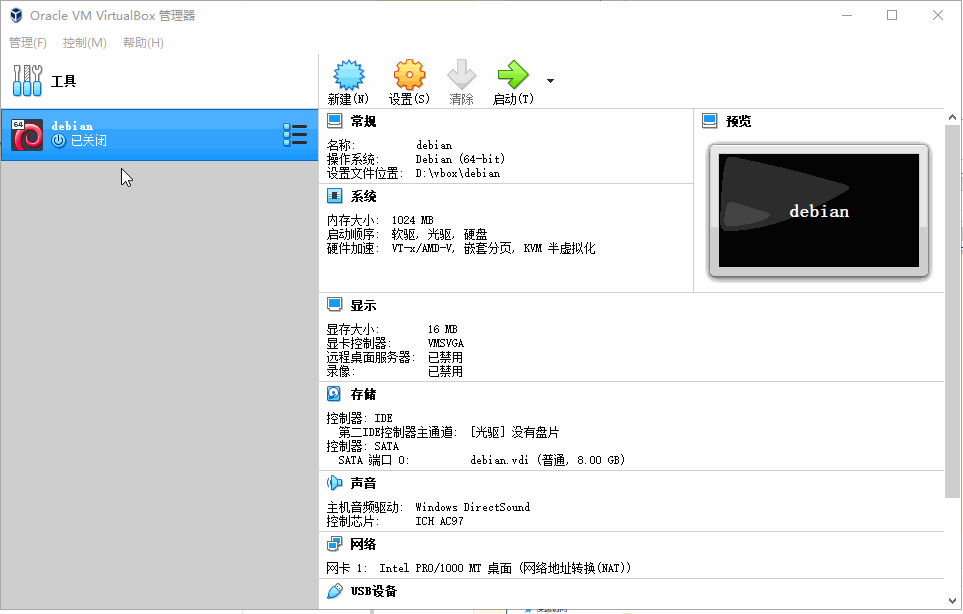 Oracle VM VirtualBox 管理器
管理(F) 控制(M) 帮助(H)
工具
新建(N) 设置(S) 清除 启动(T)
64 debian
已关闭
常规
名称: debian
操作系统: Debian (64-bit)
设置文件位置: D:\vbox\debian
预览
debian
系统
内存大小: 1024 MB
启动顺序: 软驱, 光驱, 硬盘
硬件加速: VT-x/AMD-V, 嵌套分页, KVM 半虚拟化
显示
显存大小: 16 MB
显卡控制器: VMSVGA
远程桌面服务器: 已禁用
录像: 已禁用
存储
控制器: IDE
第二IDE控制器主通道: [光驱] 没有盘片
控制器: SATA
SATA 端口 0: debian.vdi (普通, 8.00 GB)
声音
主机音频驱动: Windows DirectSound
控制芯片: ICH AC97
网络
网卡 1: Intel PRO/1000 MT 桌面 (网络地址转换(NAT))
USB设备